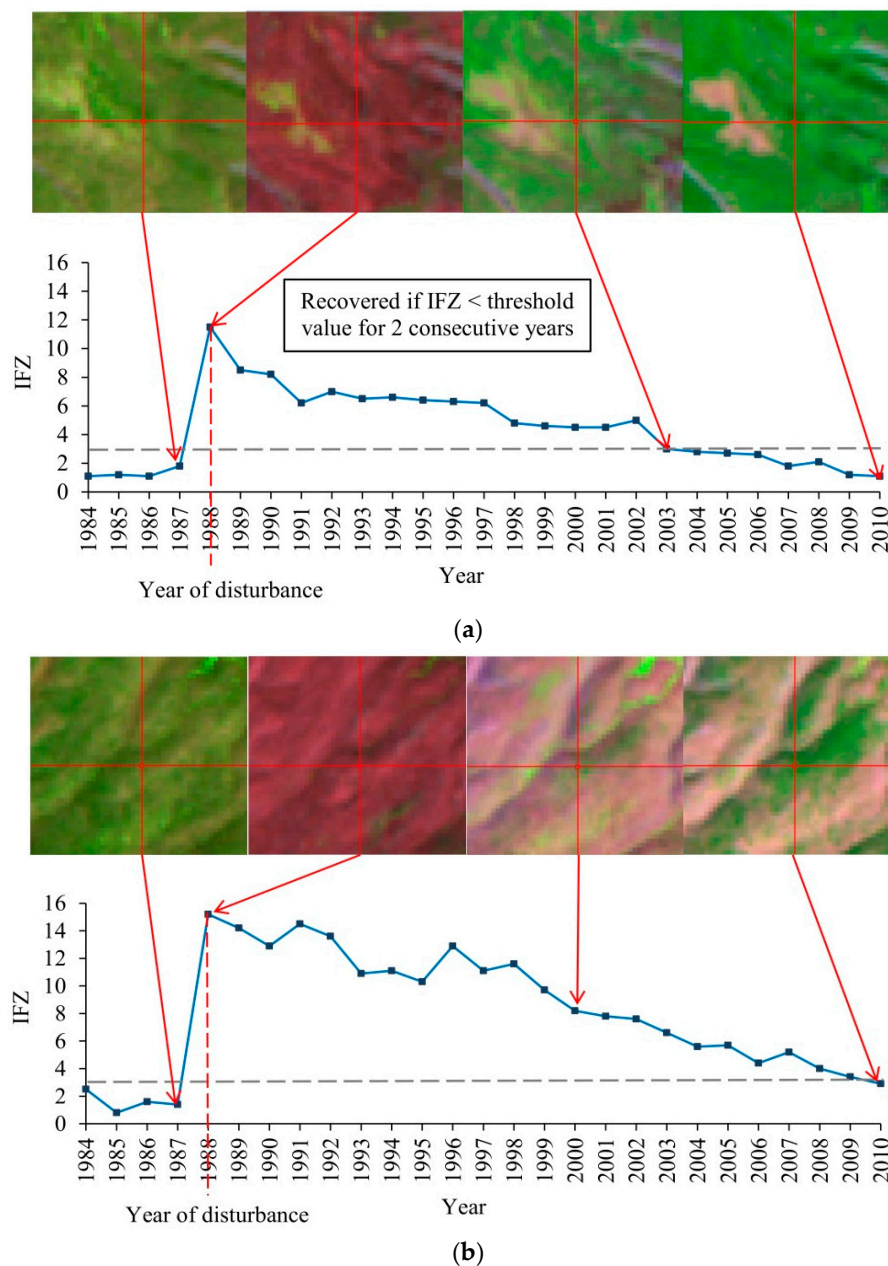 16
14
12
10
8
6
4
2
0
IFZ
Recovered if IFZ < threshold
value for 2 consecutive years
1984 1985 1986 1987 1988 1989 1990 1991 1992 1993 1994 1995 1996 1997 1998 1999 2000 2001 2002 2003 2004 2005 2006 2007 2008 2009 2010
Year
Year of disturbance
(a)
16
14
12
10
8
6
4
2
0
IFZ
1984 1985 1986 1987 1988 1989 1990 1991 1992 1993 1994 1995 1996 1997 1998 1999 2000 2001 2002 2003 2004 2005 2006 2007 2008 2009 2010
Year
Year of disturbance
(b)